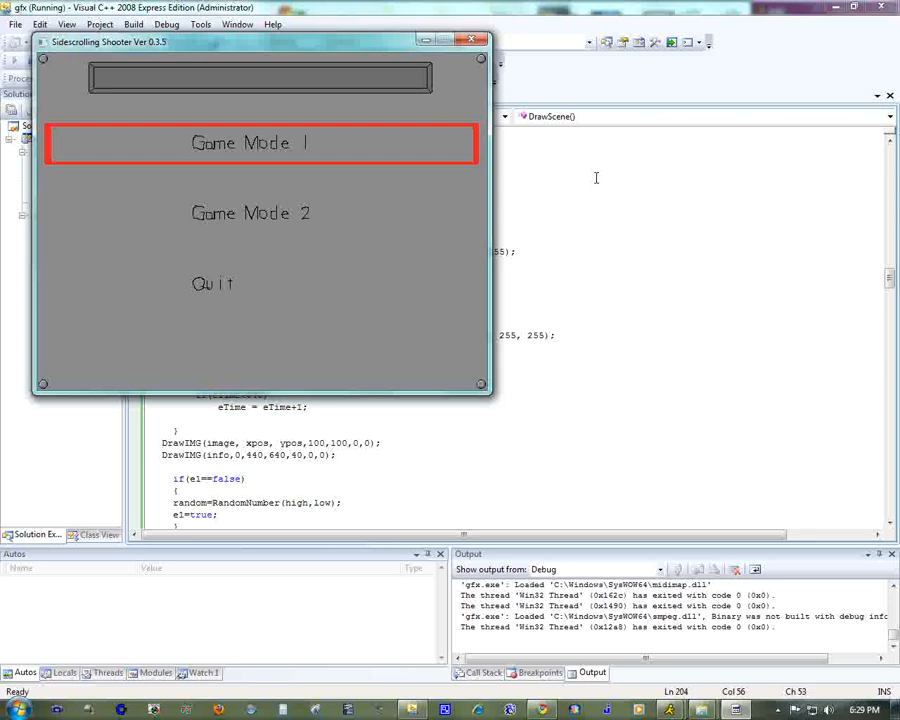 gfx (Running) - Visual C++ 2008 Express Edition (Administrator)
File Edit View Project Build Debug Tools Window Help
Sidescrolling Shooter Ver 0.3.5
Game Mode 1
Game Mode 2
Quit
DrawScene()
55);
255, 255);
eTime = eTime+1;
}
DrawIMG(image, xpos, ypos,100,100,0,0);
DrawIMG(info,0,440,640,40,0,0);
if(e1==false)
{
random=RandomNumber(high,low);
e1=true;
}
Solution Ex... Class View
Autos
Name Value Type
Output
Show output from: Debug
'gfx.exe': Loaded 'C:\Windows\SysWOW64\midimap.dll'
The thread 'Win32 Thread' (0x162c) has exited with code 0 (0x0).
The thread 'Win32 Thread' (0x1490) has exited with code 0 (0x0).
'gfx.exe': Loaded 'C:\Windows\SysWOW64\smpeg.dll', Binary was not built with debug info
The thread 'Win32 Thread' (0x12a8) has exited with code 0 (0x0).
Autos Locals Threads Modules Watch 1
Call Stack Breakpoints Output
Ready Ln 204 Col 56 Ch 53 INS
6:29 PM